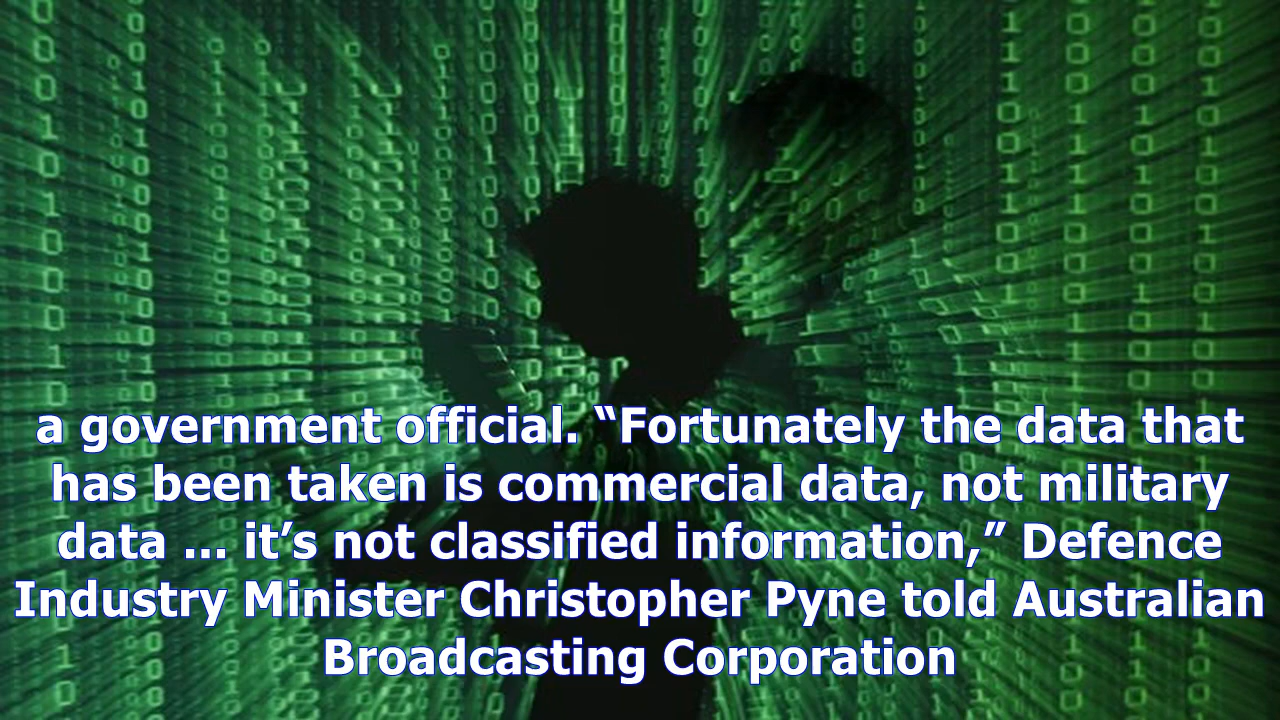 a government official. “Fortunately the data that
has been taken is commercial data, not military
data ... it’s not classified information,” Defence
Industry Minister Christopher Pyne told Australian
Broadcasting Corporation